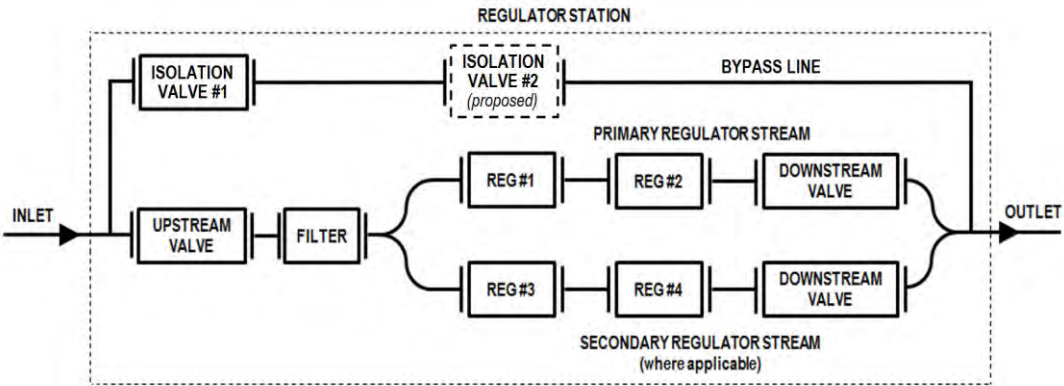 REGULATOR STATION
ISOLATION
VALVE #1
ISOLATION
VALVE #2
(proposed)
BYPASS LINE
PRIMARY REGULATOR STREAM
REG #1
REG #2
DOWNSTREAM
VALVE
INLET
UPSTREAM
VALVE
FILTER
OUTLET
REG #3
REG #4
DOWNSTREAM
VALVE
SECONDARY REGULATOR STREAM
(where applicable)